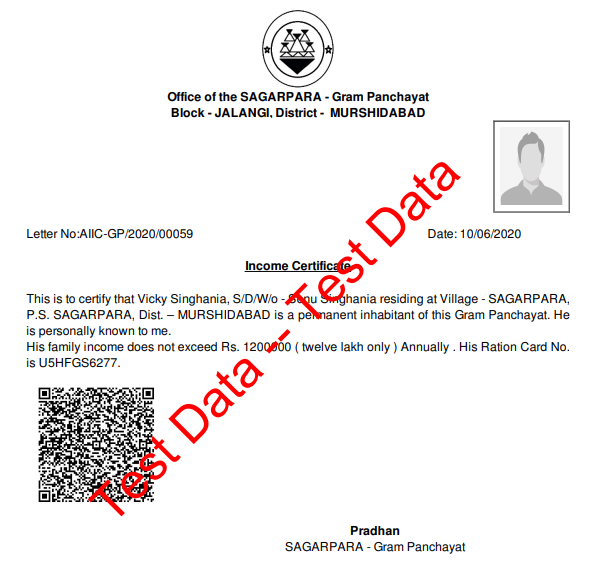 Office of the SAGARPARA - Gram Panchayat
Block - JALANGI, District - MURSHIDABAD
Letter No:AIIC-GP/2020/00059
Date: 10/06/2020
Income Certificate
This is to certify that Vicky Singhania, S/D/W/o - Sonu Singhania residing at Village - SAGARPARA,
P.S. SAGARPARA, Dist. – MURSHIDABAD is a permanent inhabitant of this Gram Panchayat. He
is personally known to me.
His family income does not exceed Rs. 1200000 ( twelve lakh only ) Annually . His Ration Card No.
is U5HFGS6277.
Test Data -- Test Data
Pradhan
SAGARPARA - Gram Panchayat